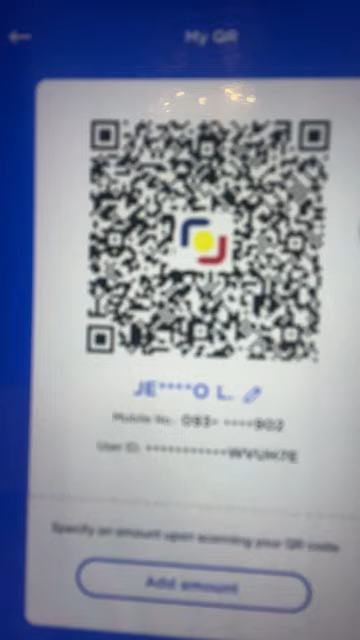 My QR
JE****O L.
Mobile No.: 093• ••••902
User ID: ••••••••••••WVUH7E
Specify an amount upon scanning your QR code
Add amount